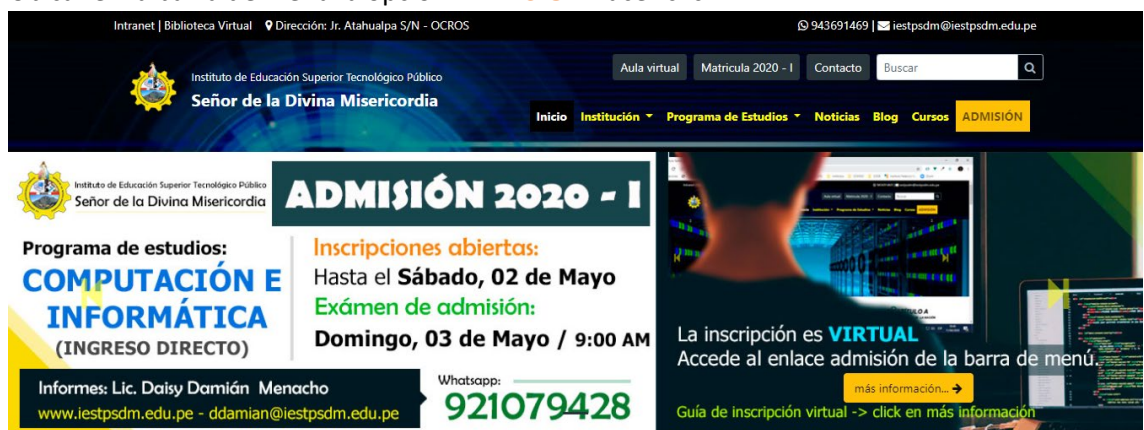 Intranet | Biblioteca Virtual Dirección: Jr. Atahualpa S/N - OCROS
943691469 | iestpsdm@iestpsdm.edu.pe
Aula virtual Matricula 2020 - I Contacto Buscar
Instituto de Educación Superior Tecnológico Público
Señor de la Divina Misericordia
Inicio Institución Programa de Estudios Noticias Blog Cursos ADMISIÓN
Instituto de Educación Superior Tecnológico Público
Señor de la Divina Misericordia
ADMISIÓN 2020 - I
Programa de estudios:
COMPUTACIÓN E
INFORMÁTICA
(INGRESO DIRECTO)
Inscripciones abiertas:
Hasta el Sábado, 02 de Mayo
Exámen de admisión:
Domingo, 03 de Mayo / 9:00 AM
Informes: Lic. Daisy Damián Menacho
www.iestpsdm.edu.pe - ddamian@iestpsdm.edu.pe
Whatsapp:
921079428
La inscripción es VIRTUAL
Accede al enlace admisión de la barra de menú.
más información...
Guía de inscripción virtual -> click en más información